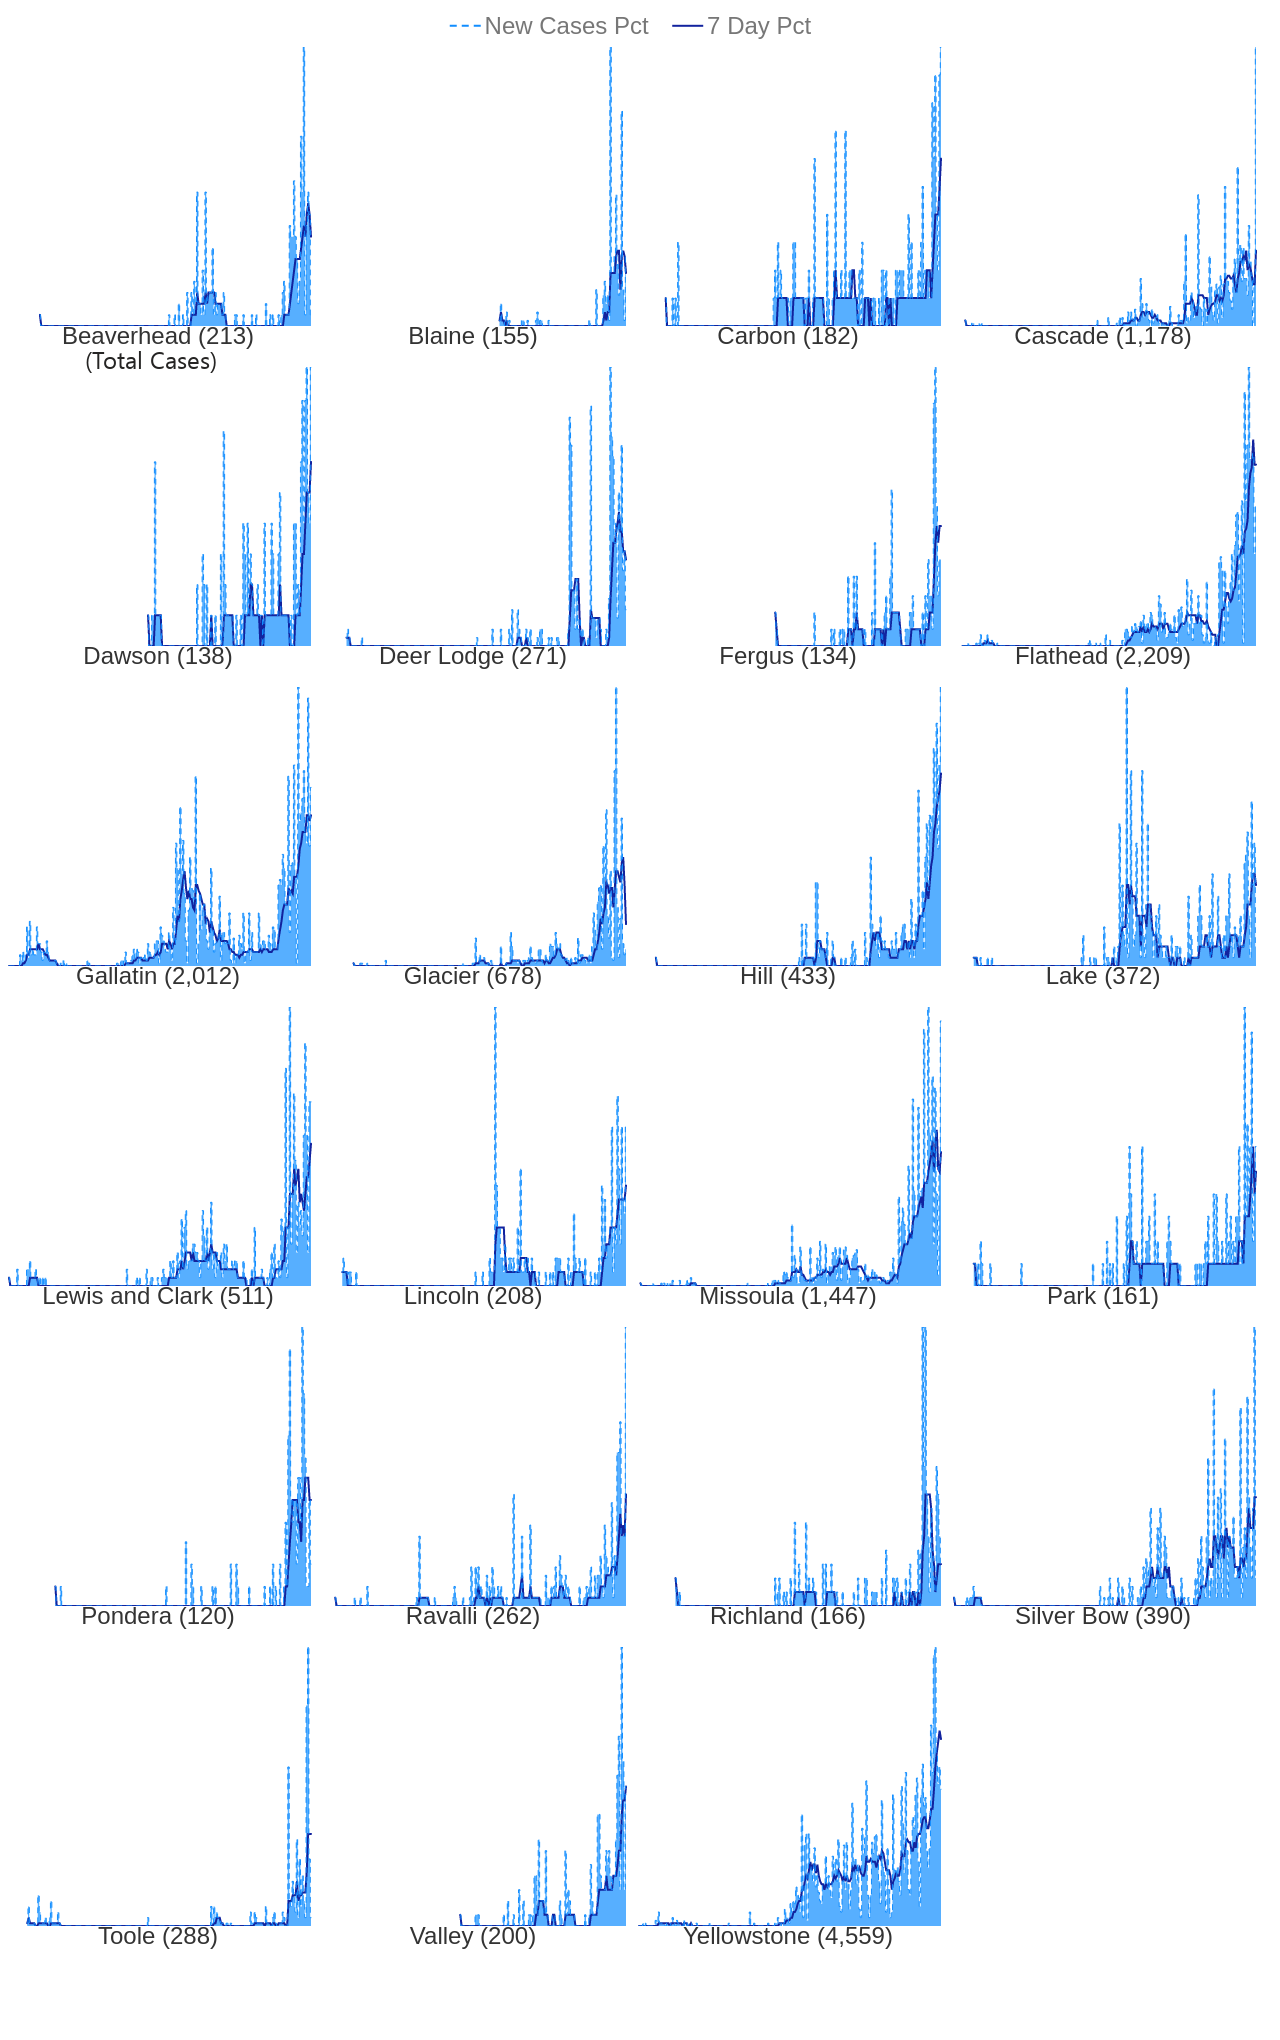 New Cases Pct 7 Day Pct
Beaverhead (213) Blaine (155) Carbon (182) Cascade (1,178)
(Total Cases)
Dawson (138) Deer Lodge (271) Fergus (134) Flathead (2,209)
Gallatin (2,012) Glacier (678) Hill (433) Lake (372)
Lewis and Clark (511) Lincoln (208) Missoula (1,447) Park (161)
Pondera (120) Ravalli (262) Richland (166) Silver Bow (390)
Toole (288) Valley (200) Yellowstone (4,559)